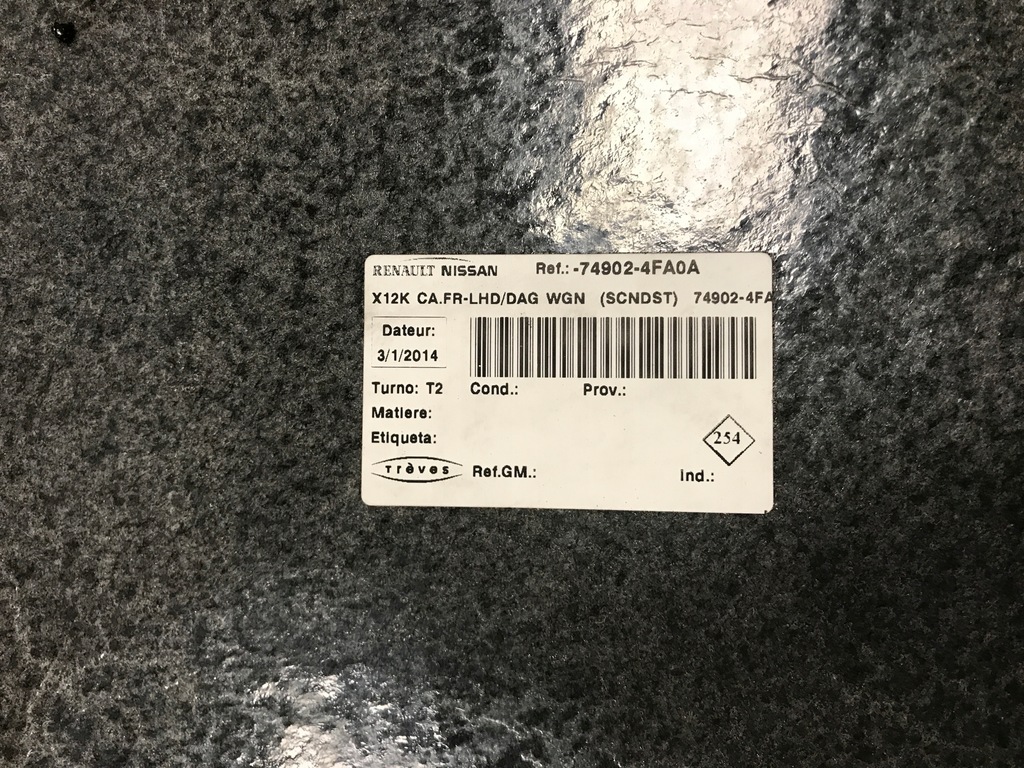 RENAULT NISSAN Ref.: -74902-4FA0A
X12K CA.FR-LHD/DAG WGN (SCNDST) 74902-4FA
Dateur:
3/1/2014
Turno: T2 Cond.: Prov.:
Matiere:
Etiqueta:
254
Trèves Ref.GM.: Ind.: